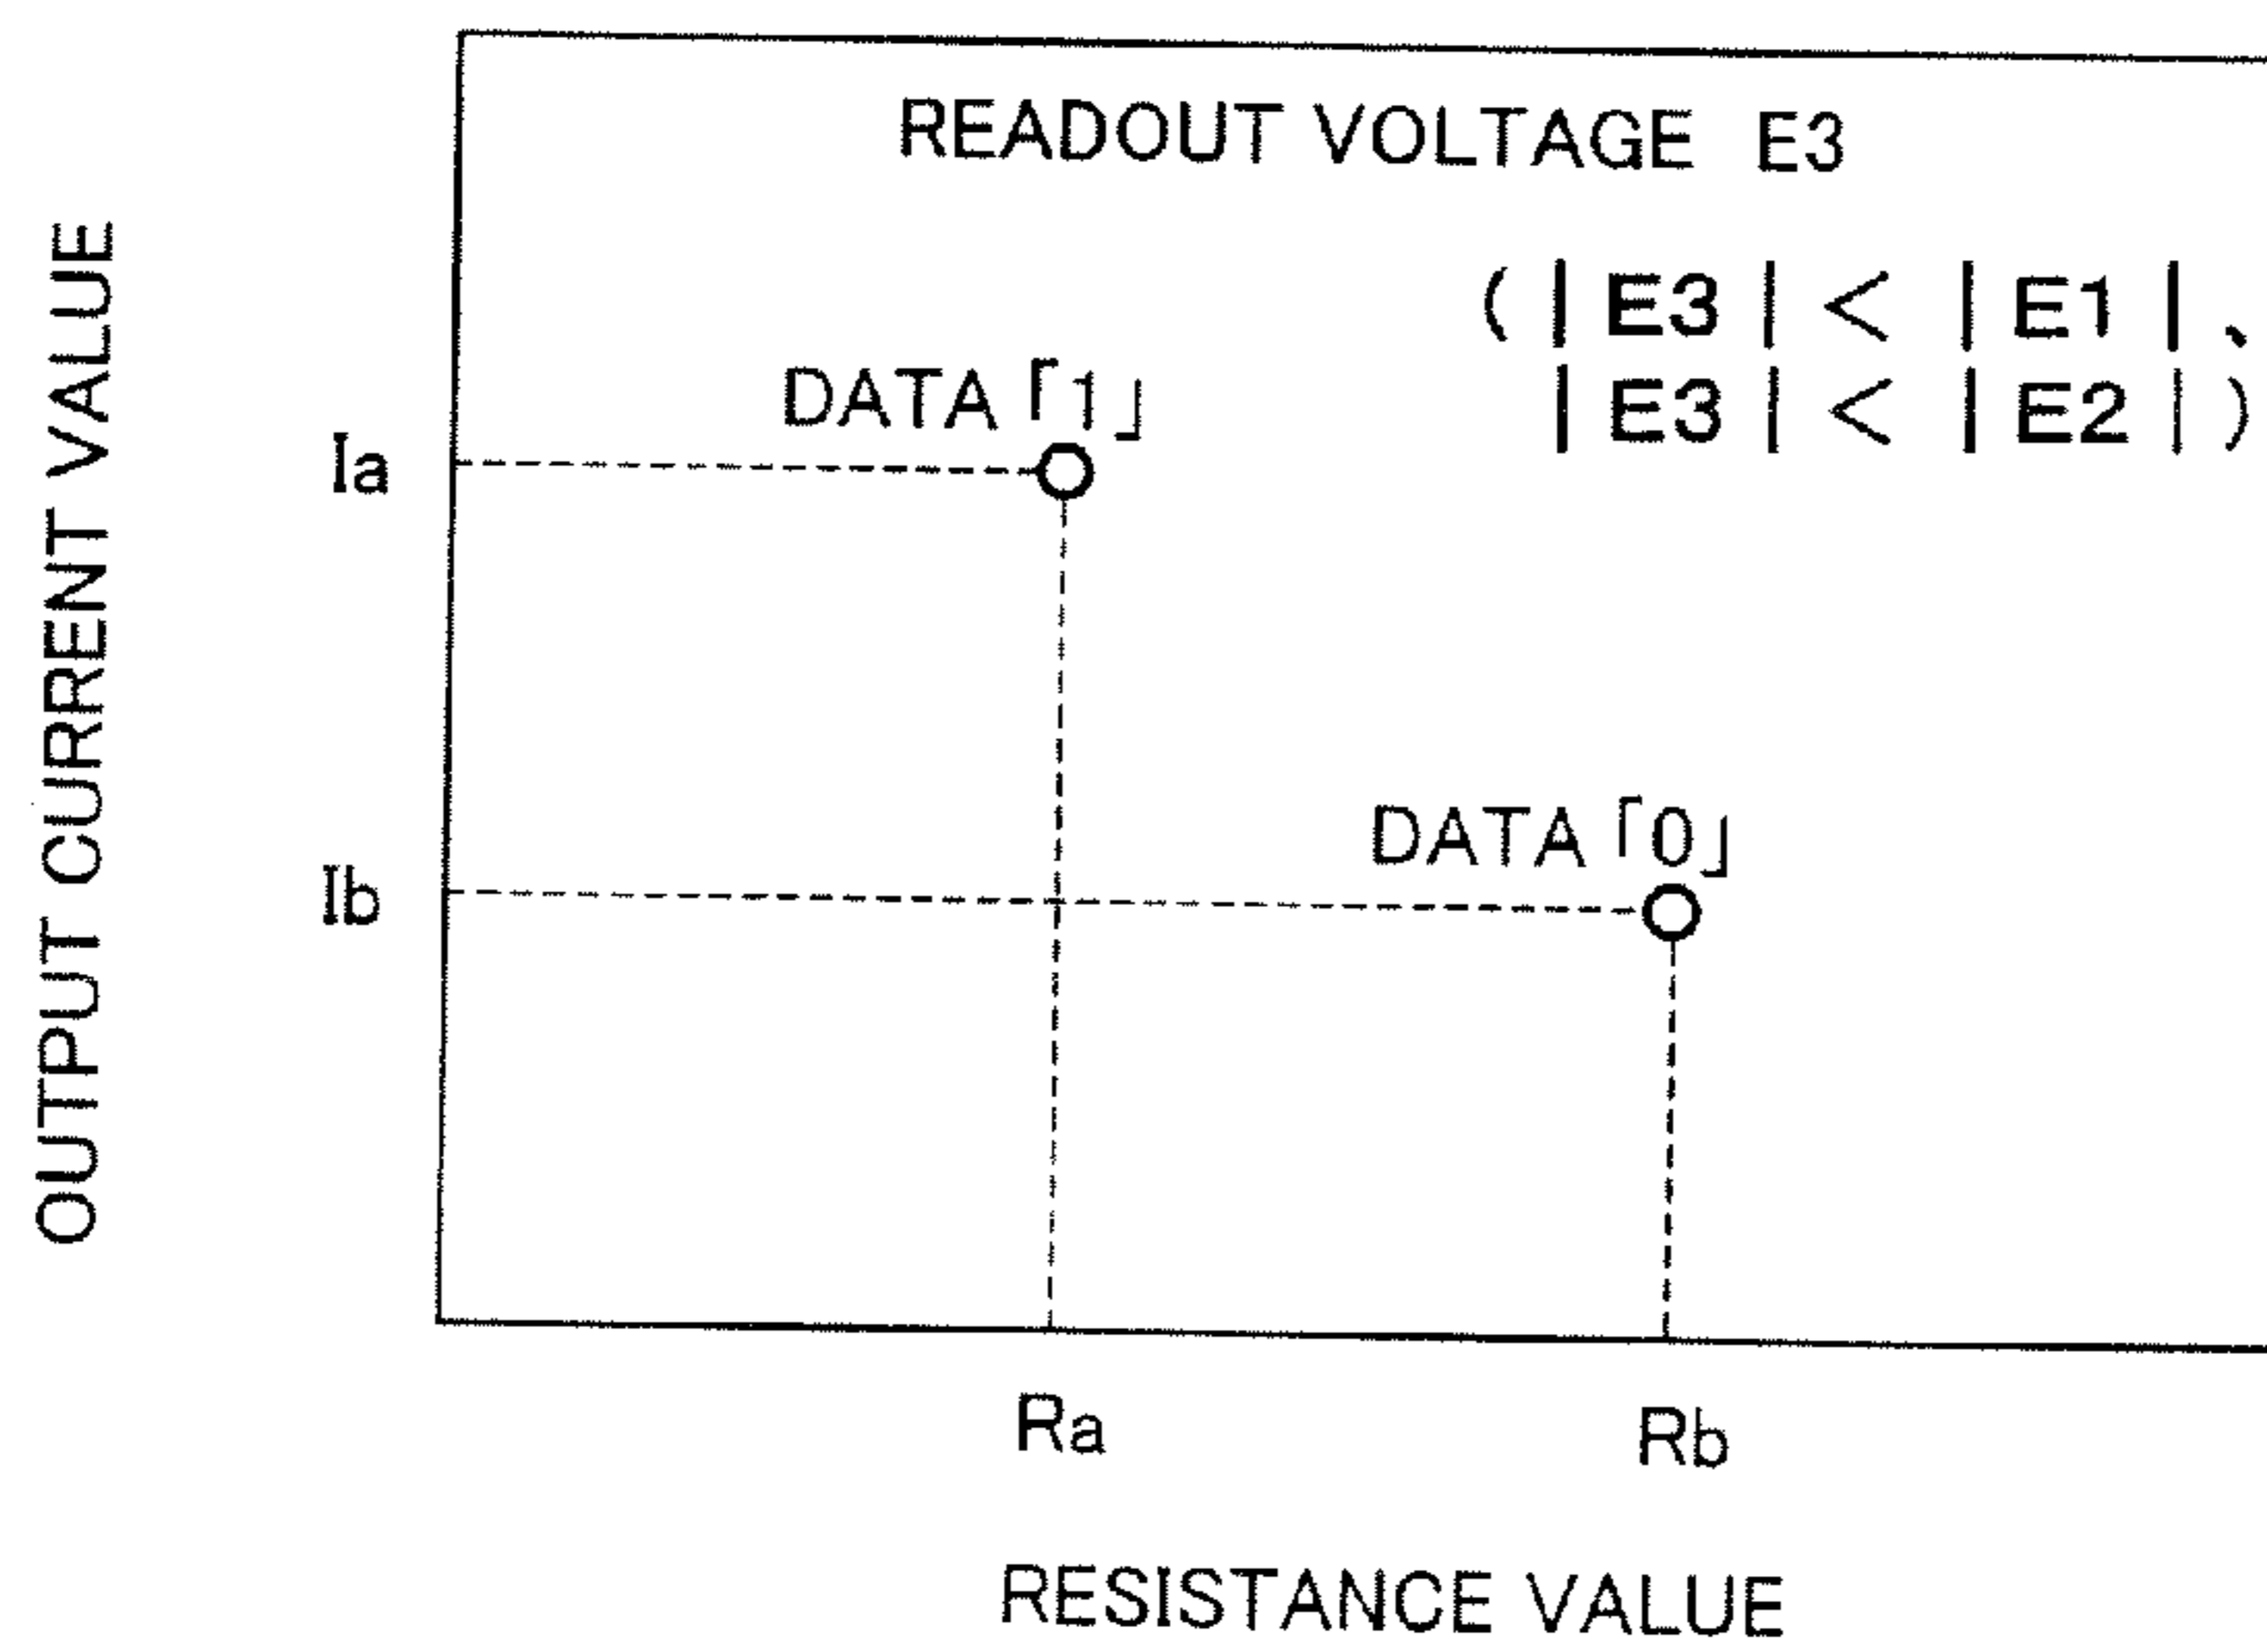 READOUT VOLTAGE E3
(|E3|<|E1|、
|E3|<|E2|)
DATA「1」
Ia
DATA「0」
Ib
OUTPUT CURRENT VALUE
Ra
Rb
RESISTANCE VALUE